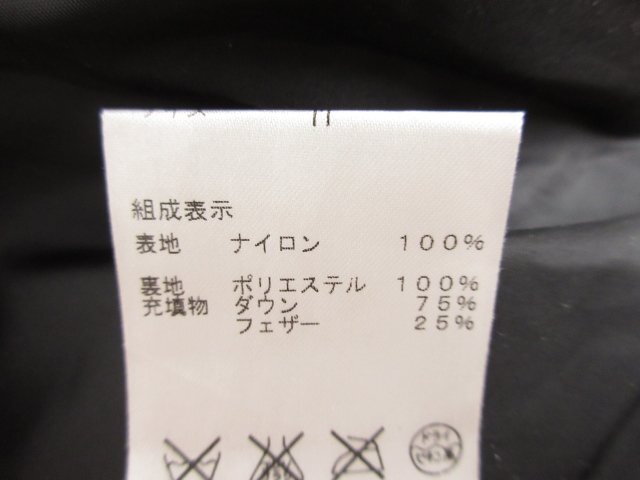 組成表示
表地 ナイロン 100%
裏地 ポリエステル 100%
充填物 ダウン 75%
フェザー 25%